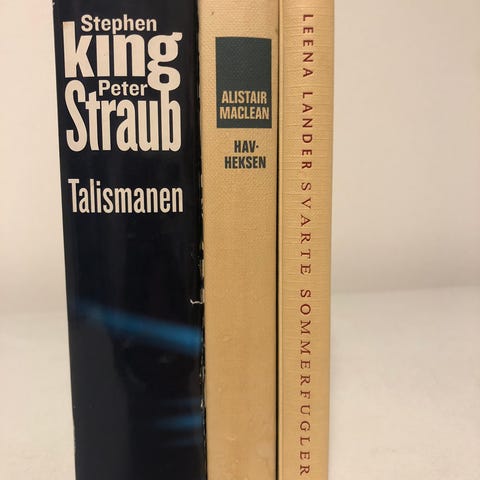 Stephen
king
Peter
Straub
Talismanen
ALISTAIR
MACLEAN
HAV-
HEKSEN
LEENA LANDER SVARTE SOMMERFUGLER